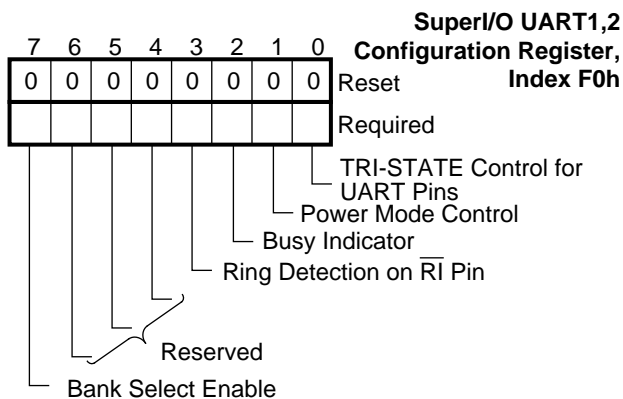 SuperI/O UART1,2
Configuration Register,
Index F0h
7 6 5 4 3 2 1 0
0 0 0 0 0 0 0 0 Reset
Required
TRI-STATE Control for
UART Pins
Power Mode Control
Busy Indicator
Ring Detection on R̅I̅ Pin
Reserved
Bank Select Enable